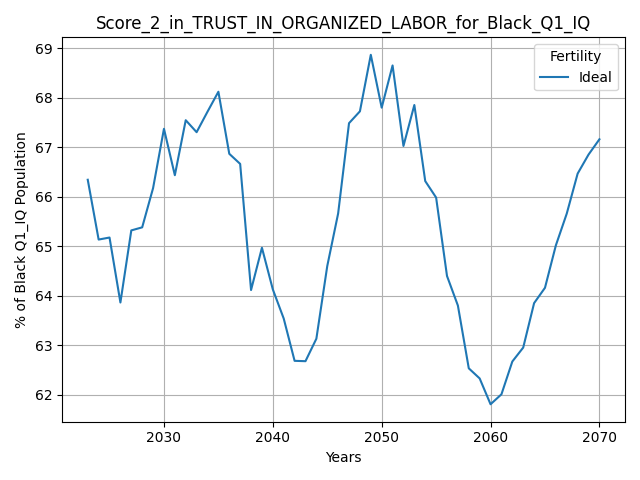 Score_2_in_TRUST_IN_ORGANIZED_LABOR_for_Black_Q1_IQ
Fertility
Ideal
% of Black Q1_IQ Population
69
68
67
66
65
64
63
62
2030 2040 2050 2060 2070
Years